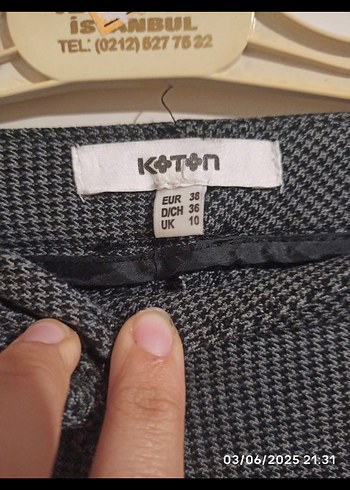 İSTANBUL
TEL: (0212) 527 75 32
KOTON
EUR 38
D/CH 36
UK 10
03/06/2025 21:31